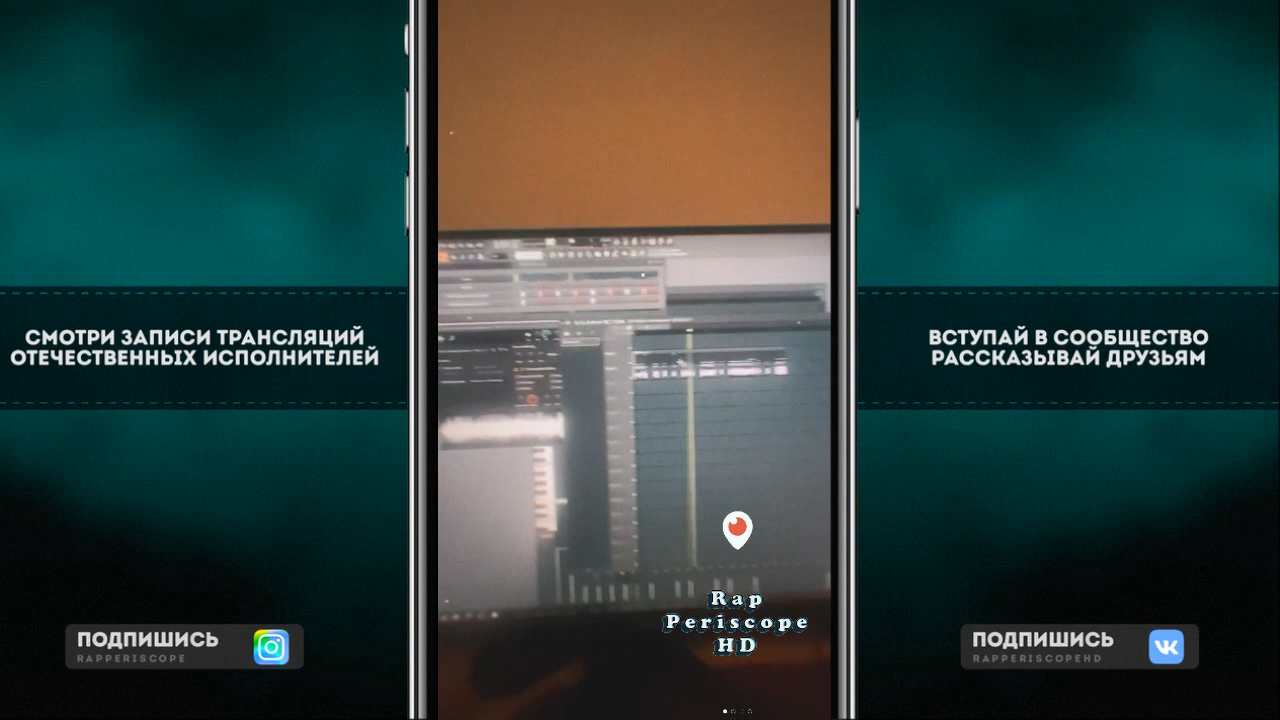 СМОТРИ ЗАПИСИ ТРАНСЛЯЦИЙ
ОТЕЧЕСТВЕННЫХ ИСПОЛНИТЕЛЕЙ
ВСТУПАЙ В СООБЩЕСТВО
РАССКАЗЫВАЙ ДРУЗЬЯМ
Rap
Periscope
HD
ПОДПИШИСЬ
RAPPERISCOPE
ПОДПИШИСЬ
RAPPERISCOPEHD